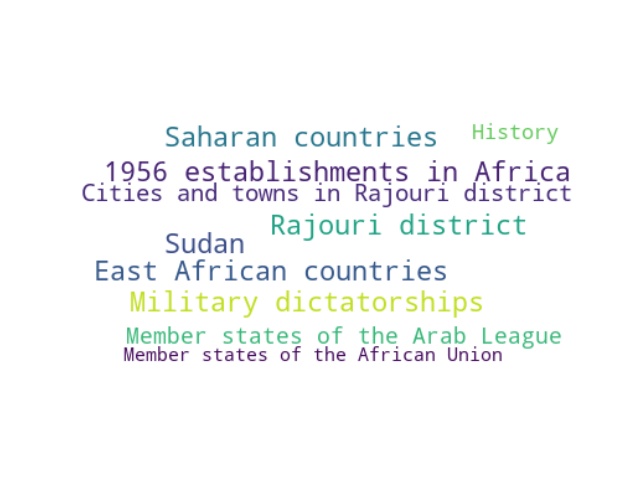 Saharan countries
History
1956 establishments in Africa
Cities and towns in Rajouri district
Rajouri district
Sudan
East African countries
Military dictatorships
Member states of the Arab League
Member states of the African Union